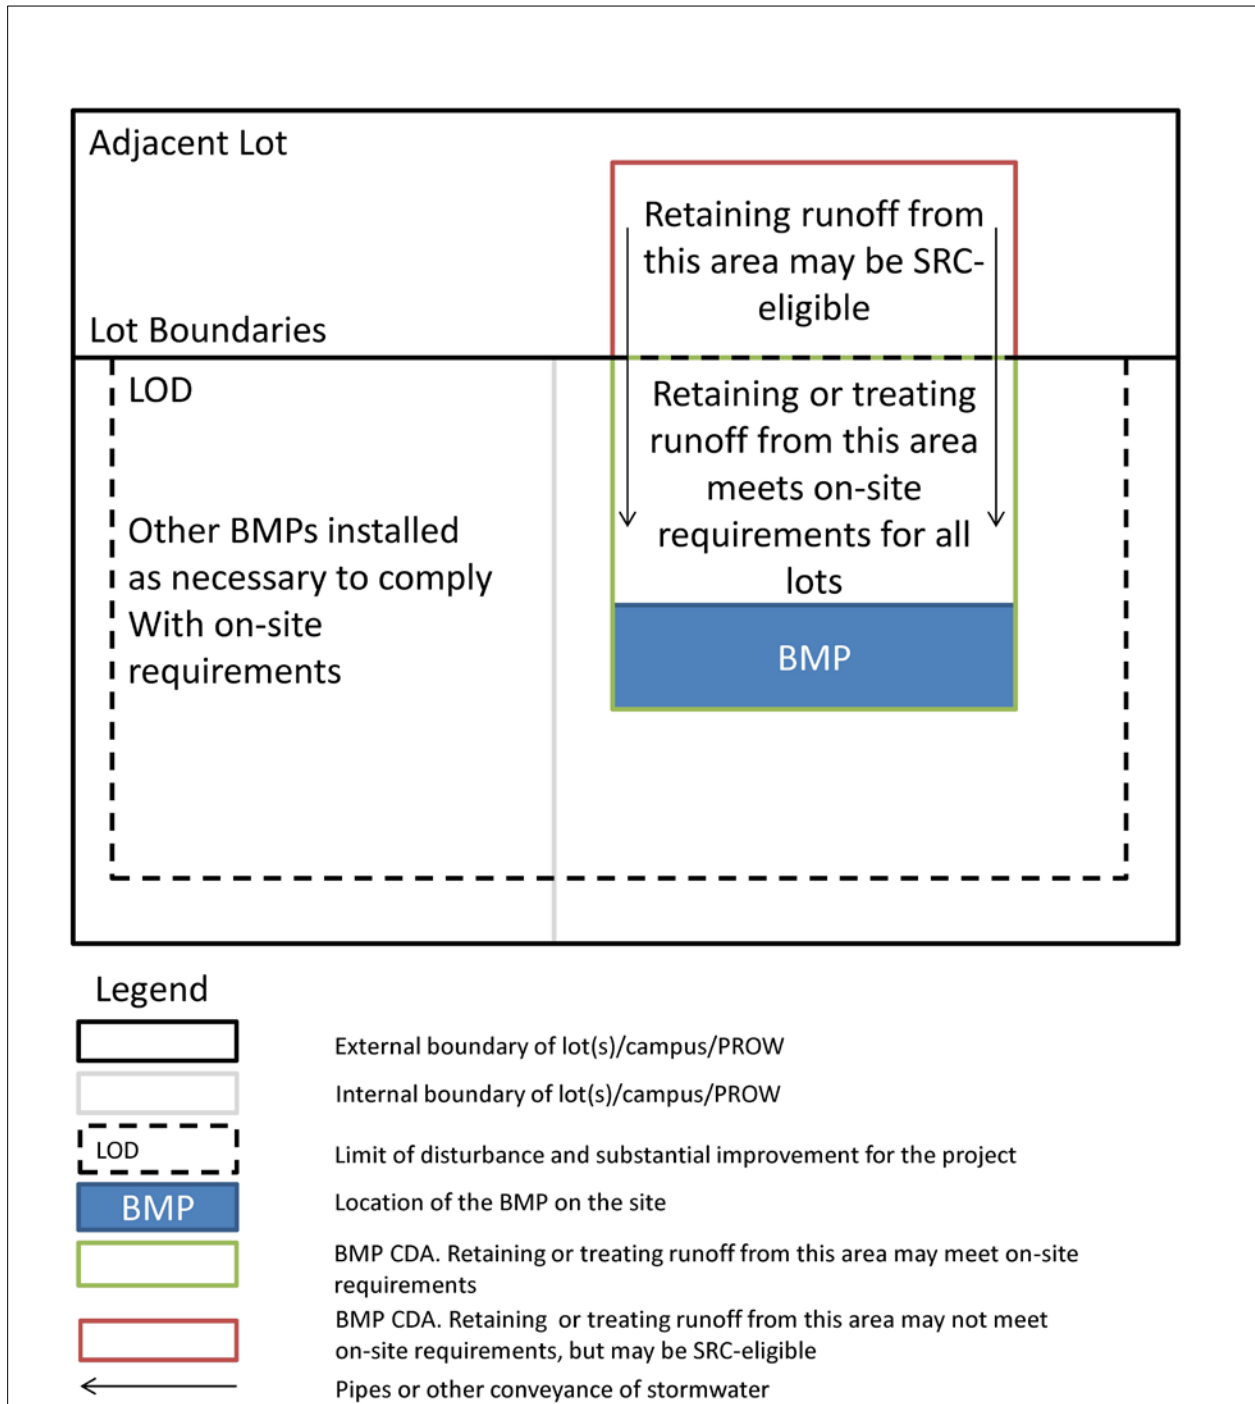 Adjacent Lot
Retaining runoff from
this area may be SRC-
eligible
Lot Boundaries
LOD
Retaining or treating
runoff from this area
meets on-site
requirements for all
lots
Other BMPs installed
as necessary to comply
With on-site
requirements
BMP
Legend
External boundary of lot(s)/campus/PROW
Internal boundary of lot(s)/campus/PROW
LOD
Limit of disturbance and substantial improvement for the project
BMP
Location of the BMP on the site
BMP CDA. Retaining or treating runoff from this area may meet on-site
requirements
BMP CDA. Retaining or treating runoff from this area may not meet
on-site requirements, but may be SRC-eligible
Pipes or other conveyance of stormwater